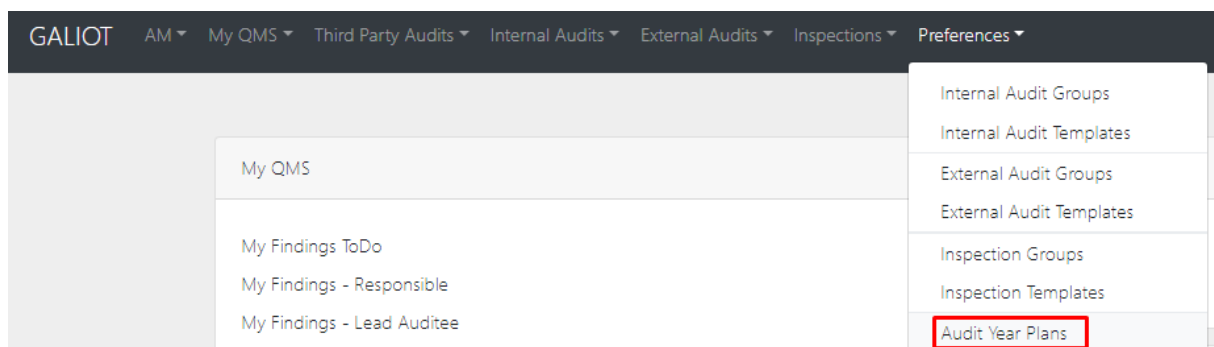 GALIOT AM My QMS Third Party Audits Internal Audits External Audits Inspections Preferences
Internal Audit Groups
Internal Audit Templates
My QMS
External Audit Groups
External Audit Templates
My Findings ToDo
Inspection Groups
My Findings - Responsible
Inspection Templates
My Findings - Lead Auditee
Audit Year Plans